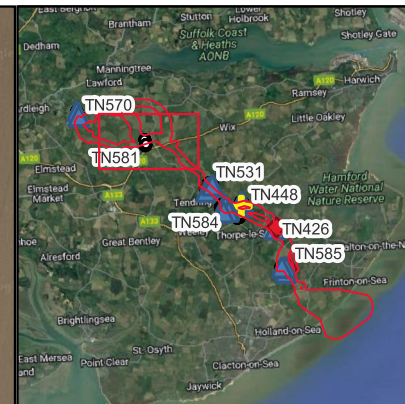 East Bergholt
Stutton
Lower
Holbrook
Shotley
Brantham
Shotley Gate
Suffolk Coast
& Heaths
AONB
Dedham
Manningtree
Lawford
A120
Harwich
Ramsey
TN570
A120
Little Oakley
Wix
TN581
A120
Elmstead
TN531
Hamford
Water National
Nature Reserve
Elmstead
Market
A133
Tendring
TN448
A133
TN584
TN426
Thorpe-le-S
Great Bentley
TN585
Alresford
Frinton-on-Sea
Brightlingsea
Holland-on-Sea
St. Osyth
East Mersea
Point Clear
Clacton-on-Sea
Jaywick